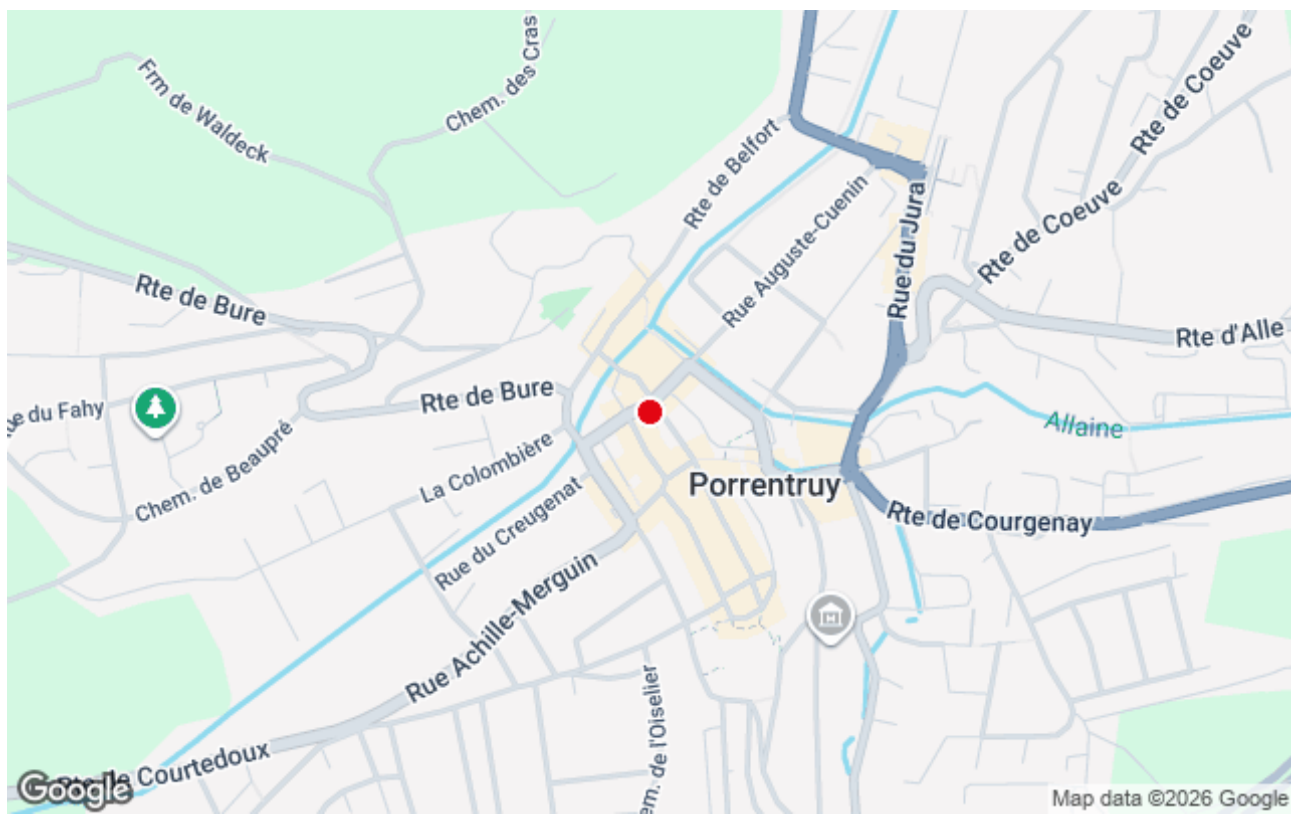 Frm de Waldeck
Chem. des Cras
Rte de Belfort
Rue Auguste-Cuenin
Rue du Jura
Rte de Coeuve
Rte de Coeuve
Rte d'Alle
Rte de Bure
Rte de Bure
du Fahy
Chem. de Beaupré
La Colombière
Rue du Creugenat
Porrentruy
Allaine
Rte de Courgenay
Rue Achille-Merguin
em. de l'Oiselier
Rte de Courtedoux
Google
Map data ©2026 Google